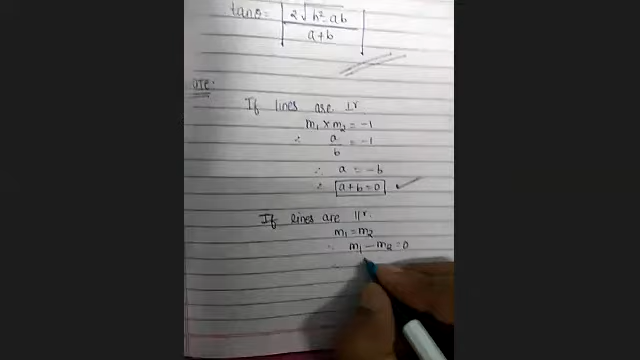 tanθ = | 2√h²-ab / a+b |
If lines are ⊥r
m₁ × m₂ = -1
∴ a/b = -1
∴ a = -b
∴ a+b=0 ✓
If lines are ||r.
m₁ = m₂
∴ m₁ - m₂ = 0